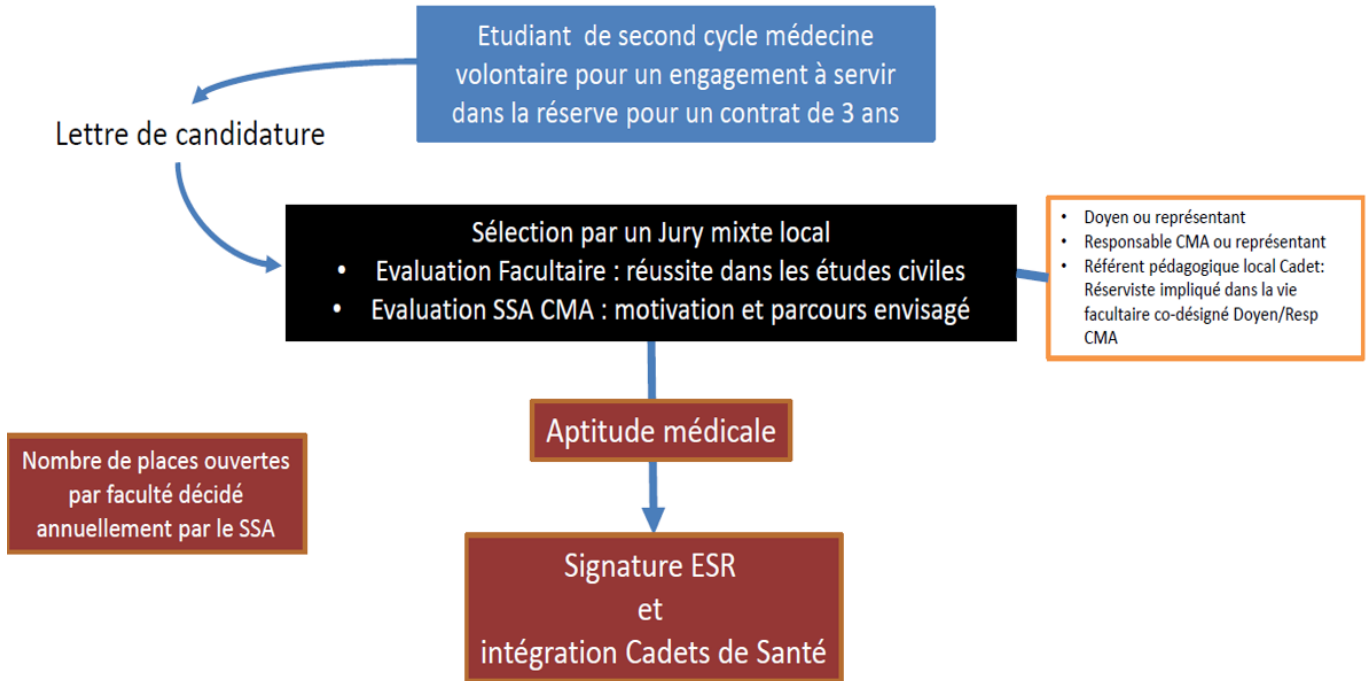 Etudiant de second cycle médecine
volontaire pour un engagement à servir
dans la réserve pour un contrat de 3 ans
Lettre de candidature
Sélection par un Jury mixte local
• Evaluation Facultaire : réussite dans les études civiles
• Evaluation SSA CMA : motivation et parcours envisagé
• Doyen ou représentant
• Responsable CMA ou représentant
• Référent pédagogique local Cadet:
Réserviste impliqué dans la vie
facultaire co-désigné Doyen/Resp
CMA
Aptitude médicale
Nombre de places ouvertes
par faculté décidé
annuellement par le SSA
Signature ESR
et
intégration Cadets de Santé